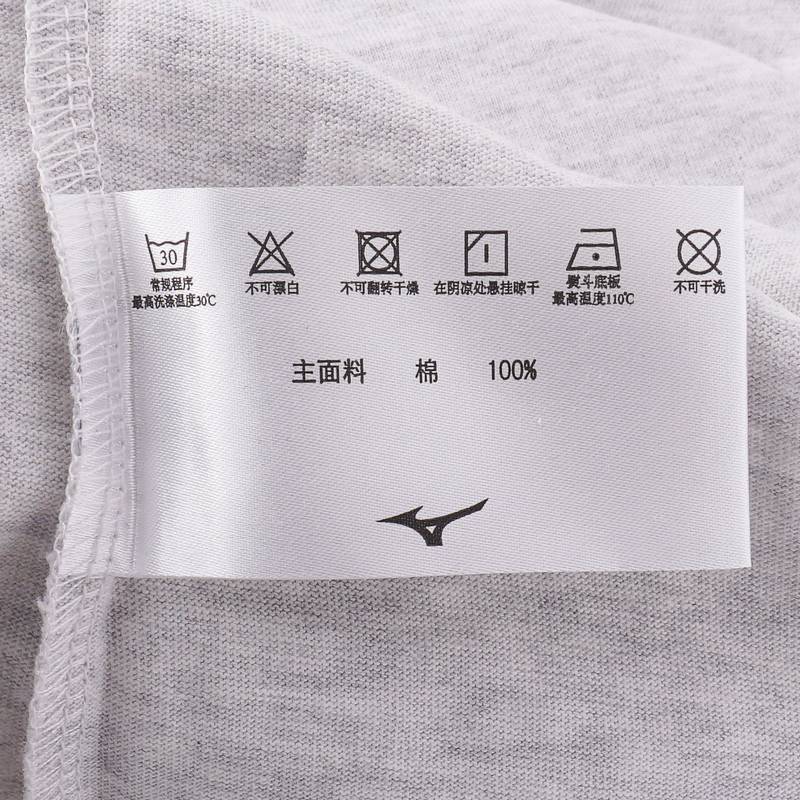 30
常规程序
最高洗涤温度30℃
不可漂白
不可翻转干燥
在阴凉处悬挂晾干
熨斗底板
最高温度110℃
不可干洗
主面料 棉 100%